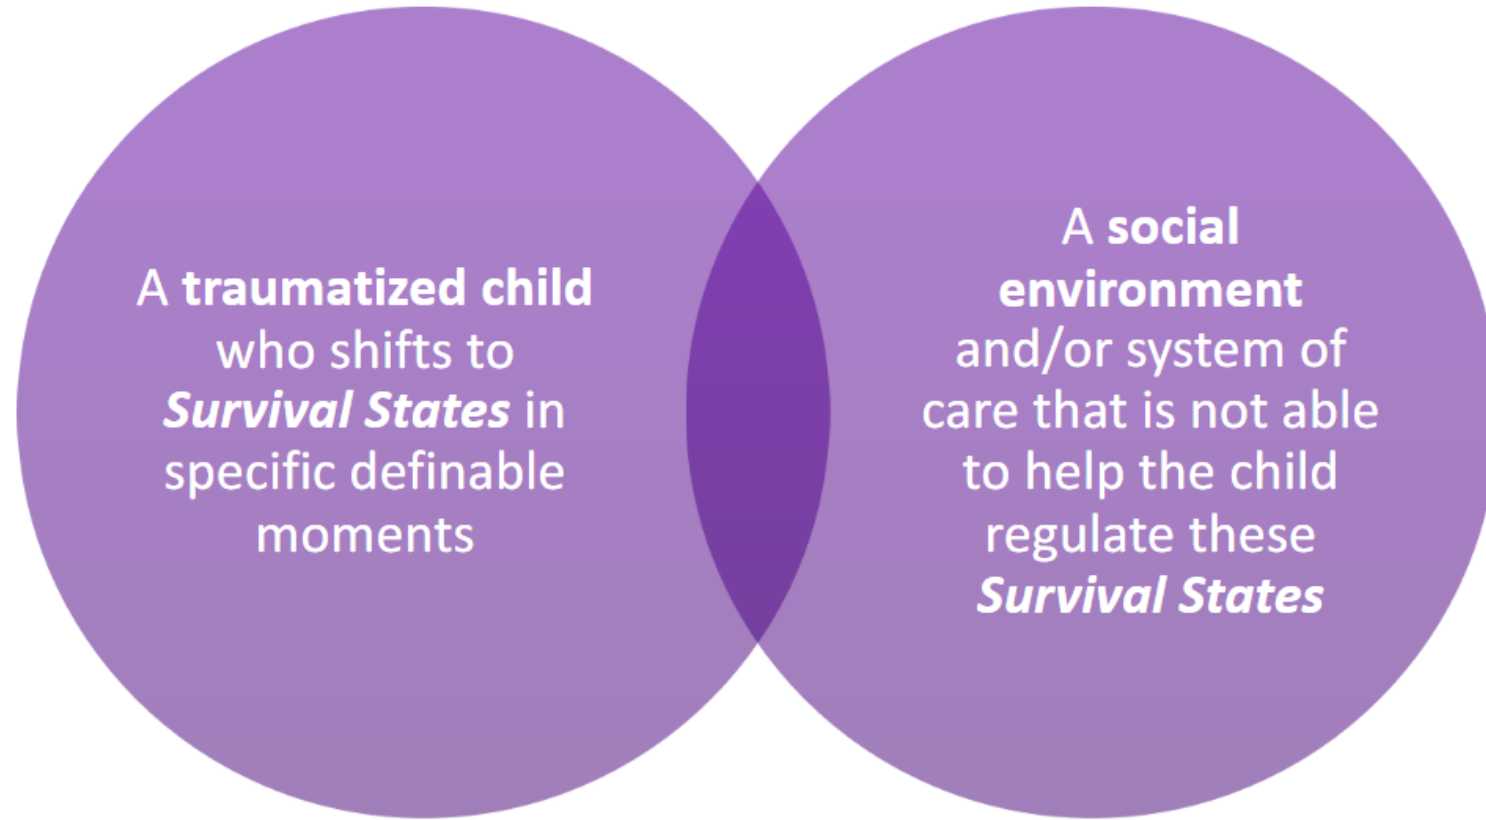 A traumatized child
who shifts to
Survival States in
specific definable
moments
A social
environment
and/or system of
care that is not able
to help the child
regulate these
Survival States